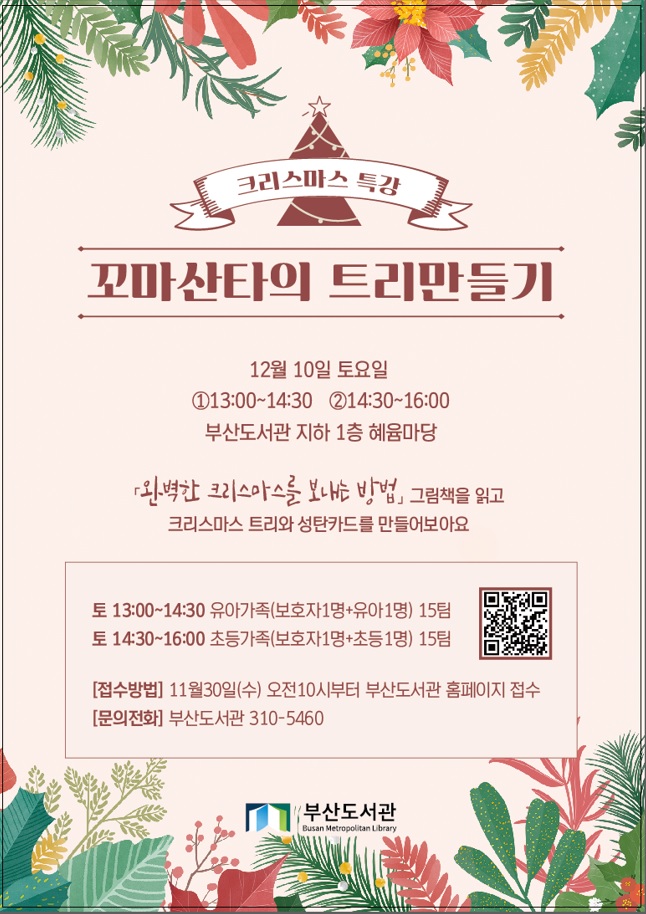 크리스마스 특강
꼬마산타의 트리만들기
12월 10일 토요일
①13:00~14:30 ②14:30~16:00
부산도서관 지하 1층 혜윰마당
「완벽한 크리스마스를 보내는 방법」 그림책을 읽고
크리스마스 트리와 성탄카드를 만들어보아요
토 13:00~14:30 유아가족(보호자1명+유아1명) 15팀
토 14:30~16:00 초등가족(보호자1명+초등1명) 15팀
[접수방법] 11월30일(수) 오전10시부터 부산도서관 홈페이지 접수
[문의전화] 부산도서관 310-5460
부산도서관
Busan Metropolitan Library